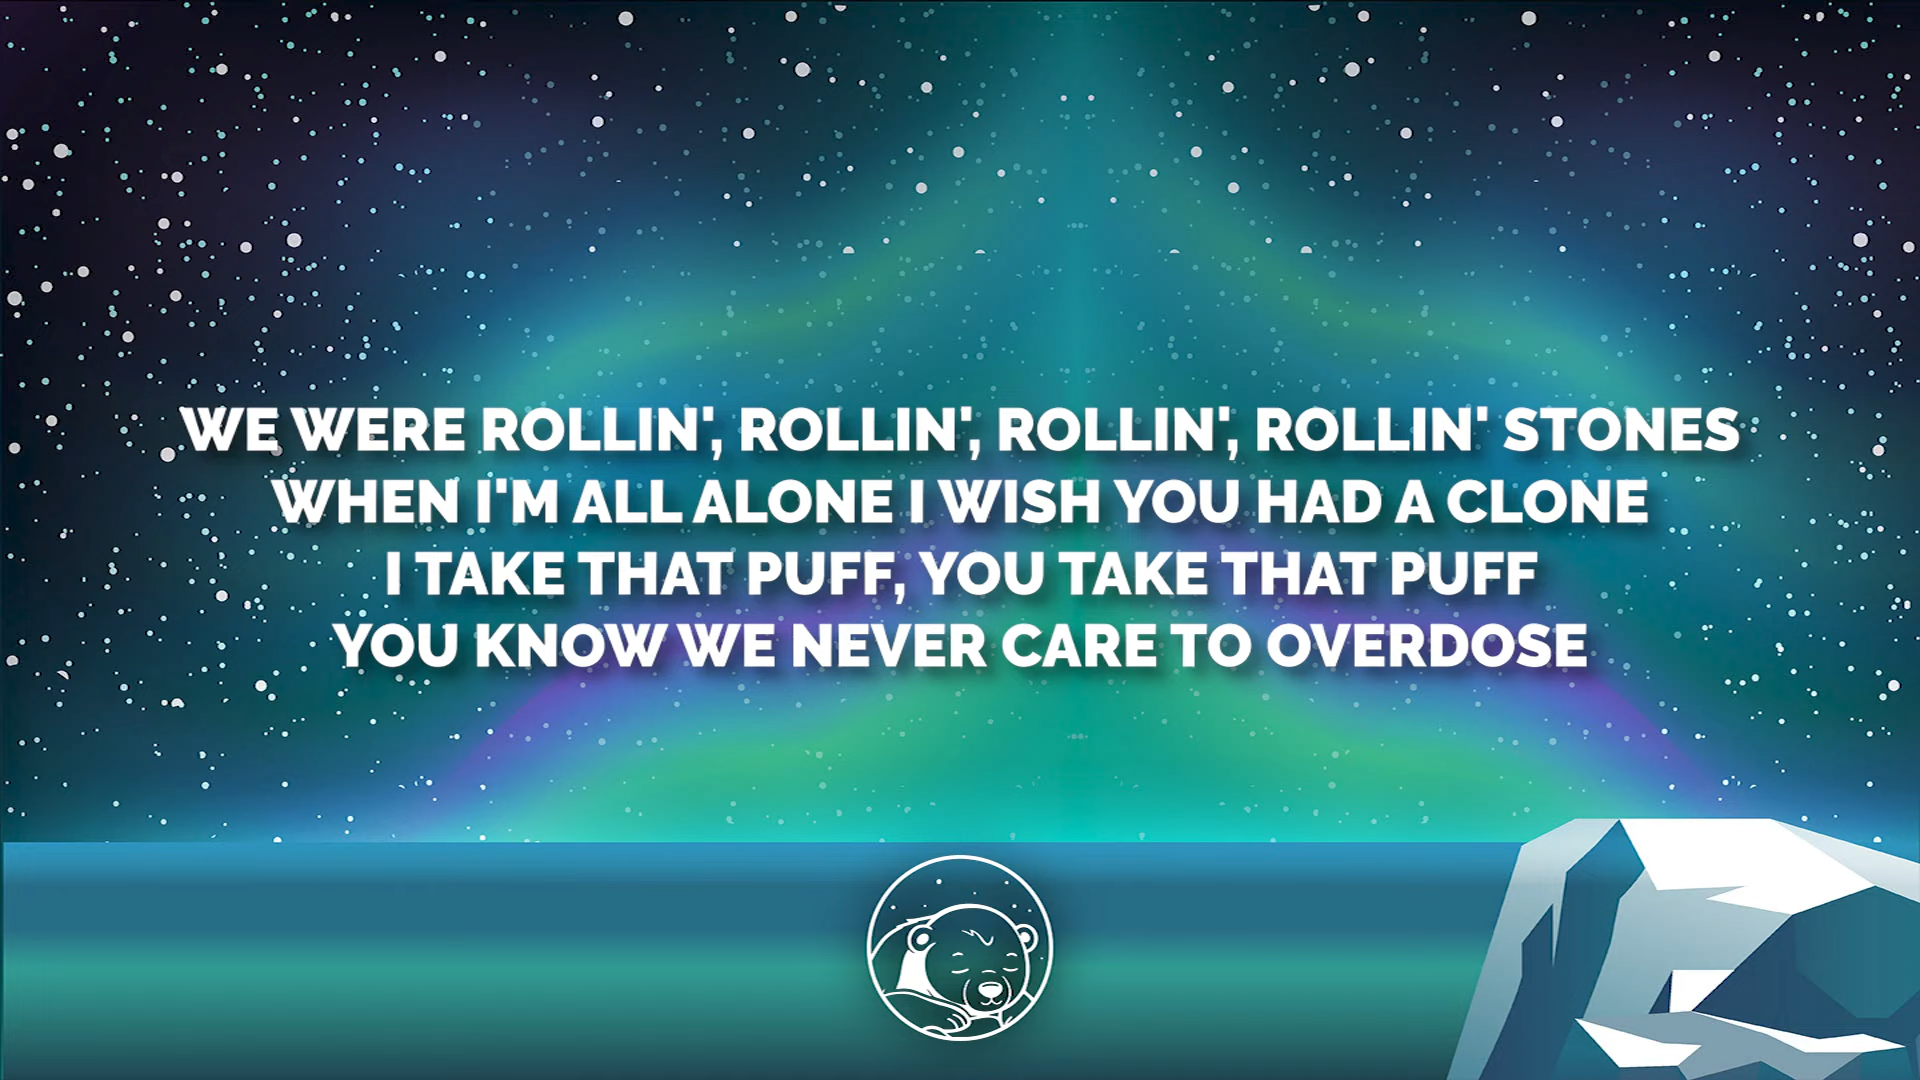 WE WERE ROLLIN', ROLLIN', ROLLIN', ROLLIN' STONES
WHEN I'M ALL ALONE I WISH YOU HAD A CLONE
I TAKE THAT PUFF, YOU TAKE THAT PUFF
YOU KNOW WE NEVER CARE TO OVERDOSE